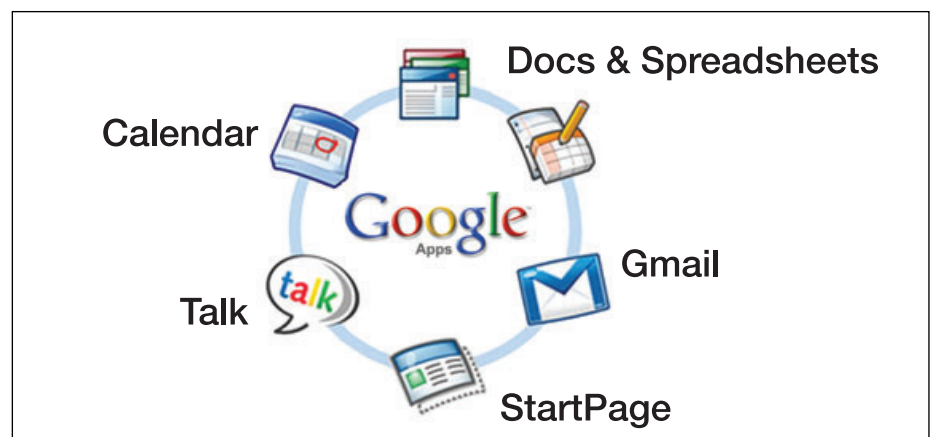 Docs & Spreadsheets
Calendar
Google
Apps
Gmail
talk
Talk
StartPage